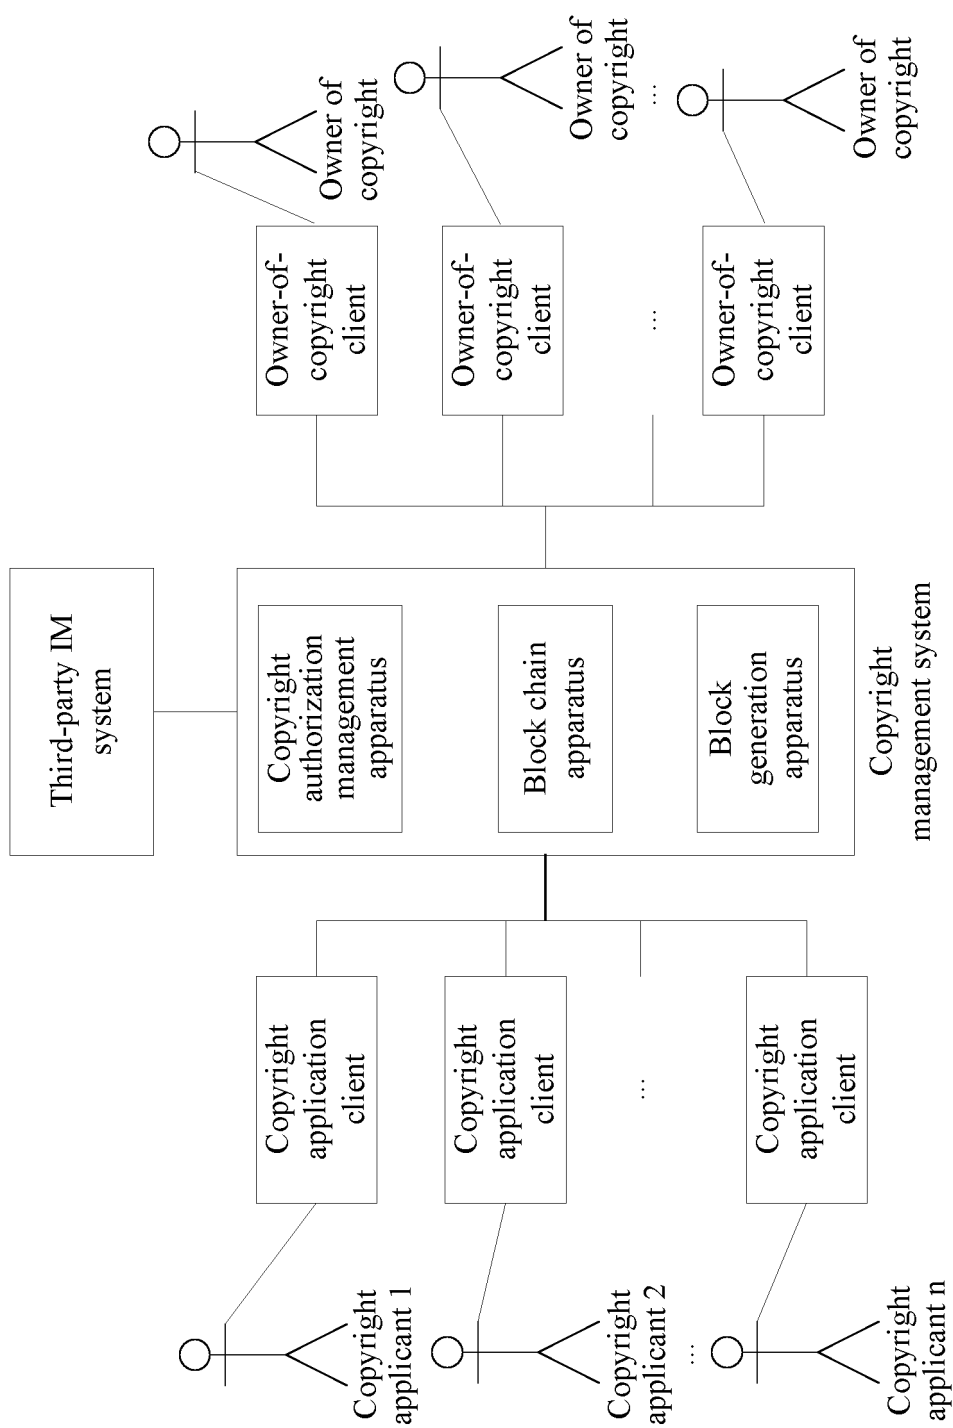 Third-party IM
system
Copyright
applicant 1
Copyright
application
client
Copyright
authorization
management
apparatus
Owner-of-
copyright
client
Owner of
copyright
Copyright
applicant 2
Copyright
application
client
Block chain
apparatus
Owner-of-
copyright
client
Owner of
copyright
...
...
...
...
Copyright
applicant n
Copyright
application
client
Block
generation
apparatus
Owner-of-
copyright
client
Owner of
copyright
Copyright
management system